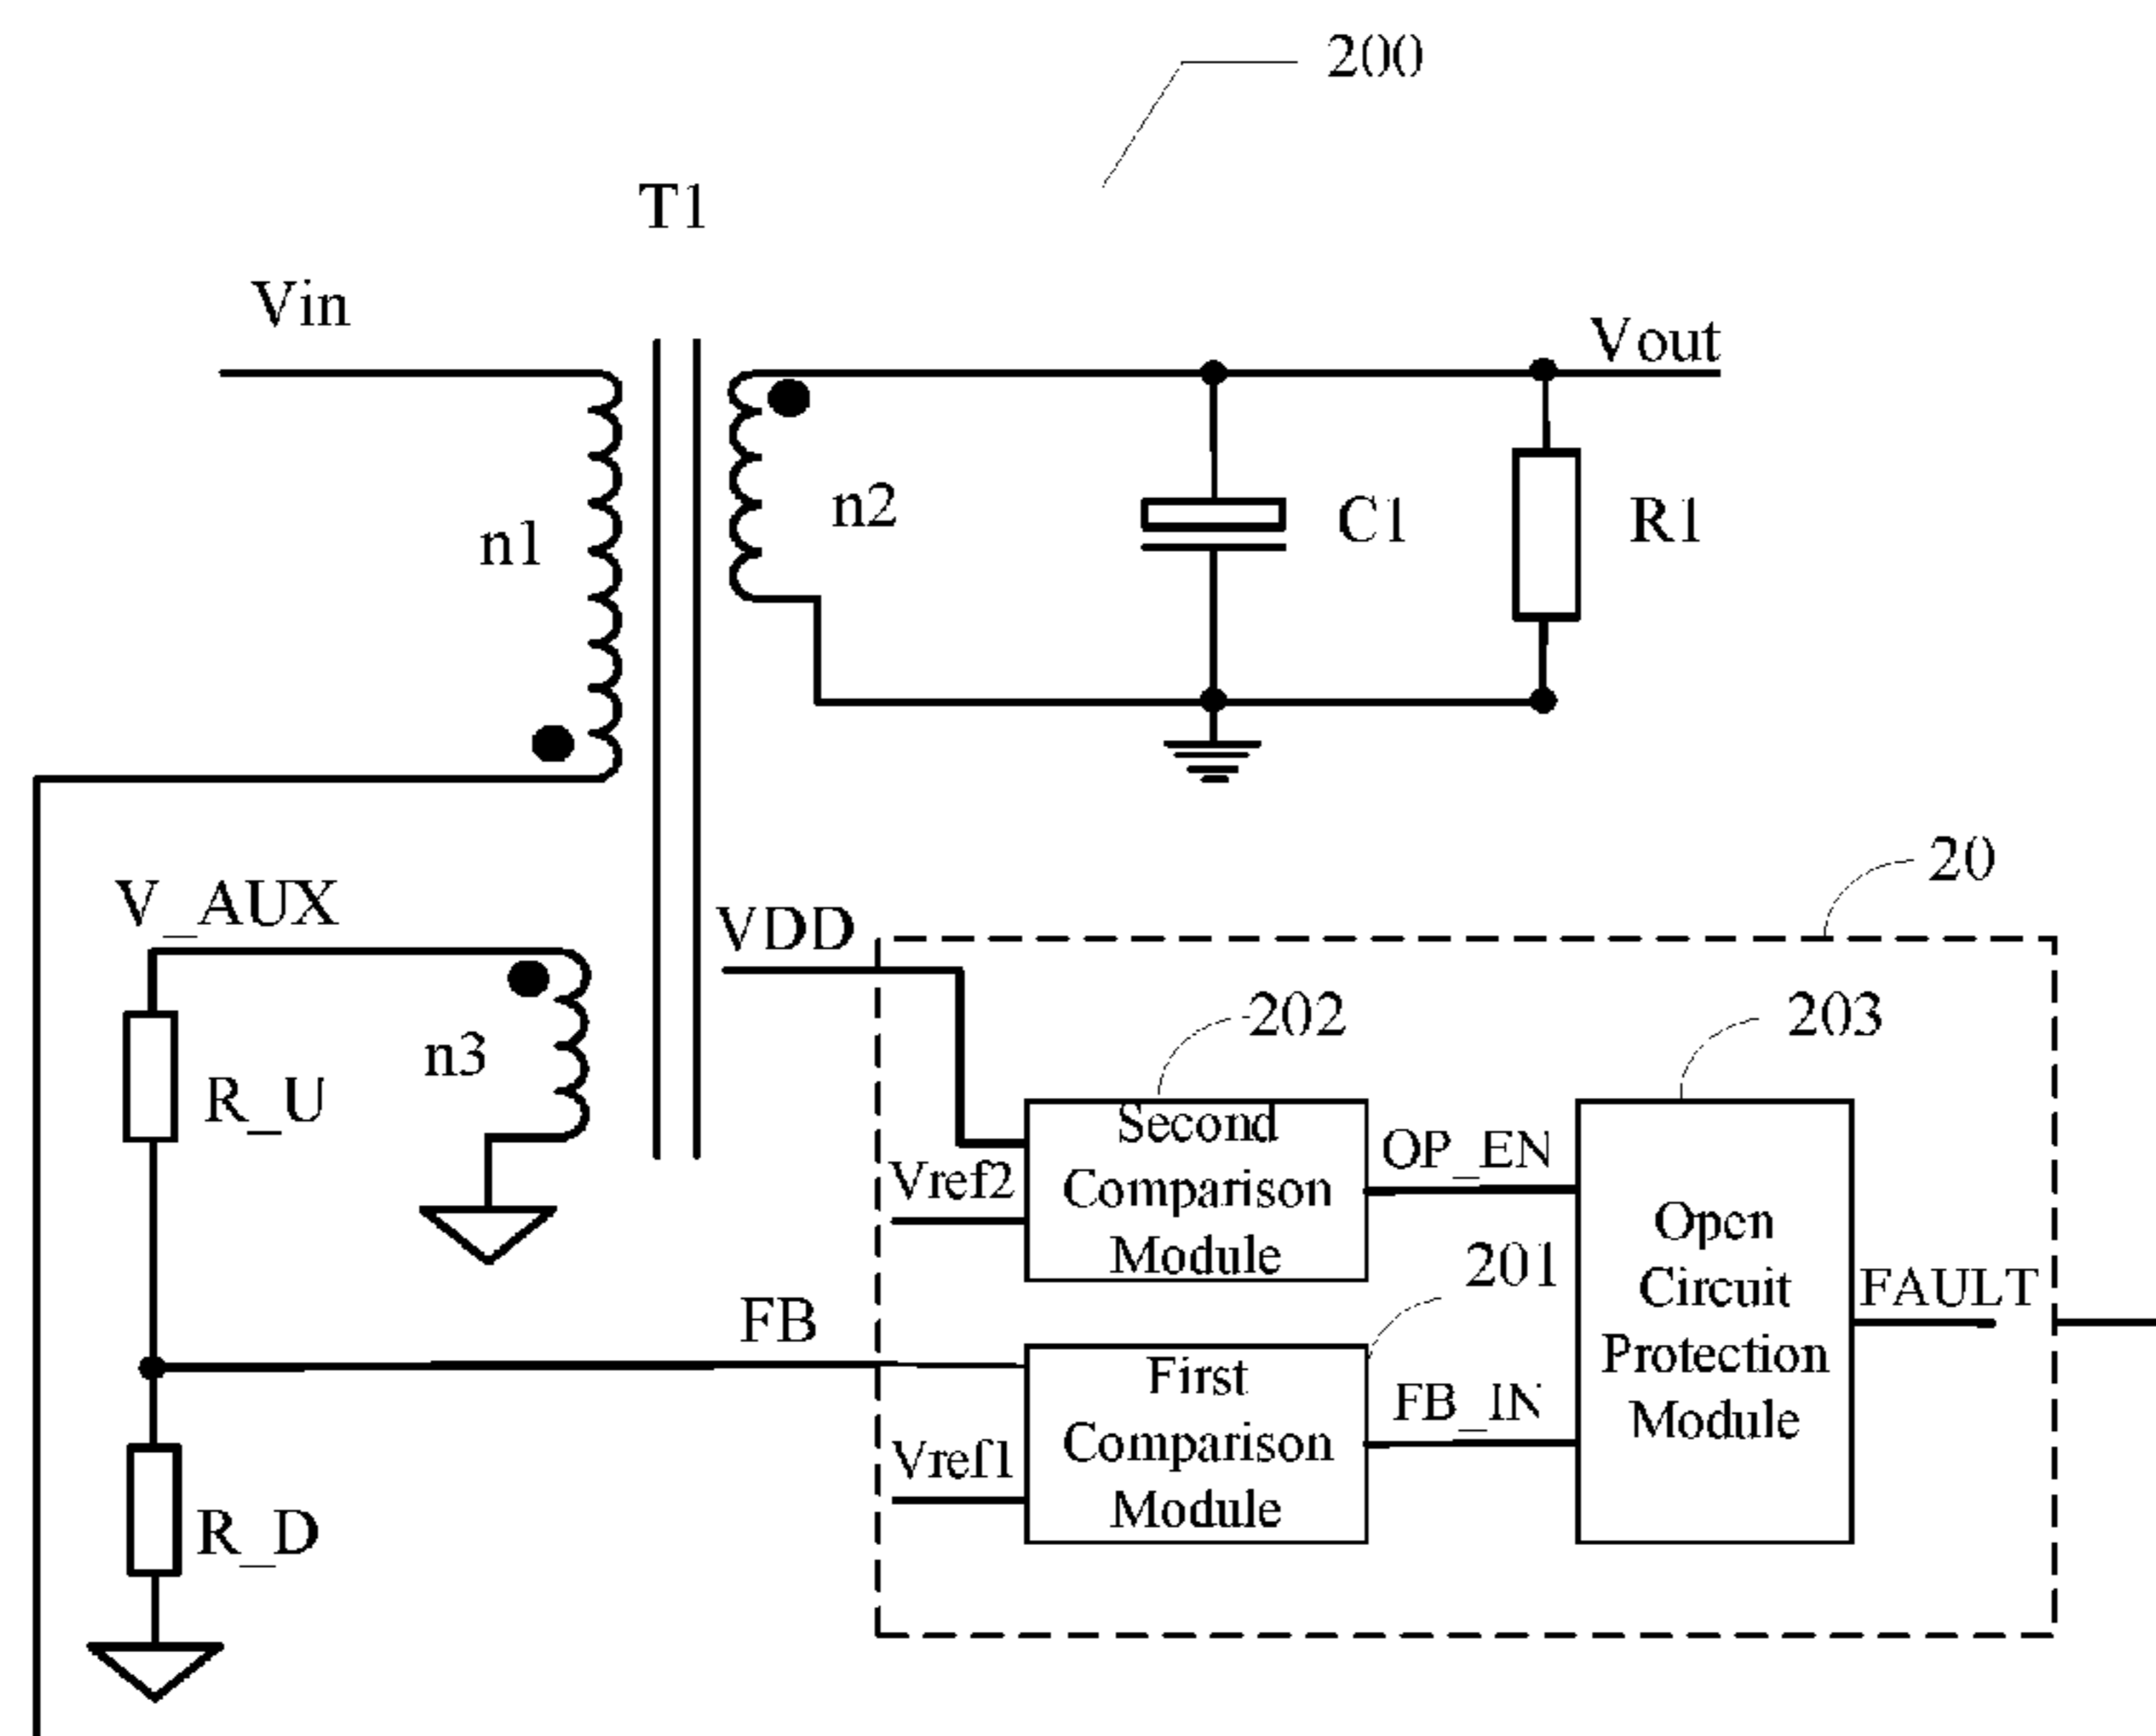 200
T1
Vin
Vout
n1
n2
C1
R1
20
V_AUX
VDD
202
203
n3
R_U
Second
Comparison
Module
OP_EN
Vref2
Open
Circuit
Protection
Module
201
FAULT
FB
First
Comparison
Module
FB_IN
Vref1
R_D